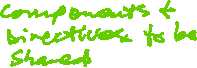 Components &
Directives to be
Shared